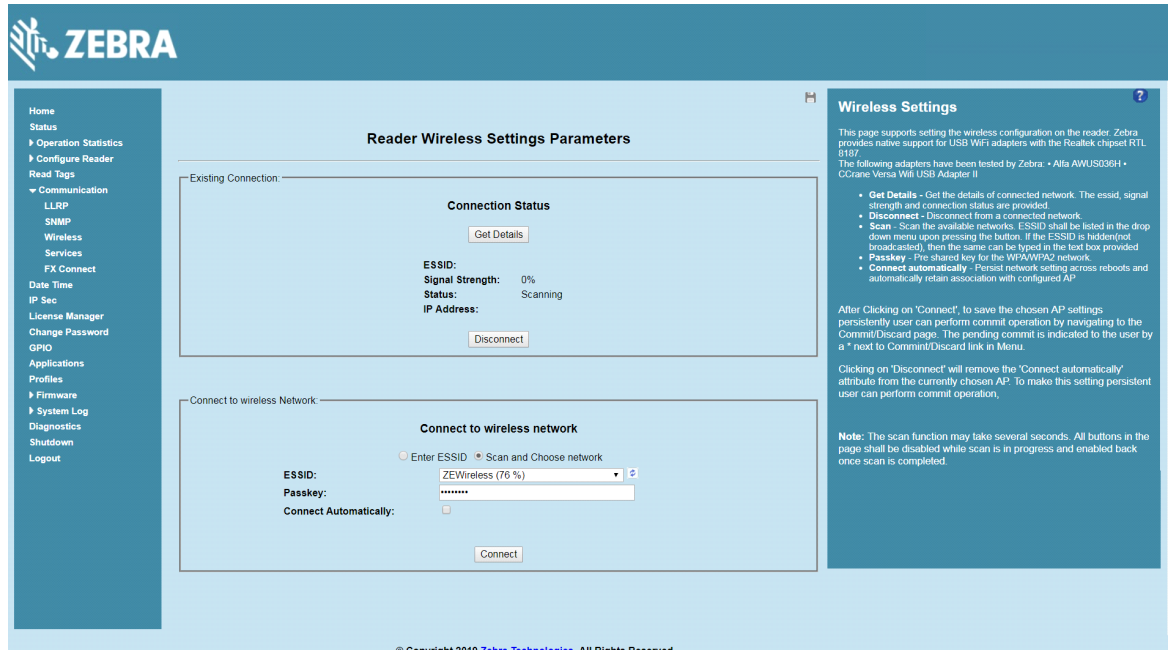 ZEBRA
Home
Status
Operation Statistics
Configure Reader
Read Tags
Communication
LLRP
SNMP
Wireless
Services
FX Connect
Date Time
IP Sec
License Manager
Change Password
GPIO
Applications
Profiles
Firmware
System Log
Diagnostics
Shutdown
Logout
Reader Wireless Settings Parameters
Existing Connection:
Connection Status
Get Details
ESSID:
Signal Strength: 0%
Status: Scanning
IP Address:
Disconnect
Connect to wireless Network:
Connect to wireless network
Enter ESSID Scan and Choose network
ESSID: ZEWireless (76 %)
Passkey: ••••••••
Connect Automatically:
Connect
?
Wireless Settings
This page supports setting the wireless configuration on the reader. Zebra
provides native support for USB WiFi adapters with the Realtek chipset RTL
8187.
The following adapters have been tested by Zebra: • Alfa AWUS036H •
CCrane Versa Wifi USB Adapter II
• Get Details - Get the details of connected network. The essid, signal
strength and connection status are provided.
• Disconnect - Disconnect from a connected network.
• Scan - Scan the available networks. ESSID shall be listed in the drop
down menu upon pressing the button. If the ESSID is hidden(not
broadcasted), then the same can be typed in the text box provided
• Passkey - Pre shared key for the WPA/WPA2 network.
• Connect automatically - Persist network setting across reboots and
automatically retain association with configured AP
After Clicking on 'Connect', to save the chosen AP settings
persistently user can perform commit operation by navigating to the
Commit/Discard page. The pending commit is indicated to the user by
a * next to Commint/Discard link in Menu.
Clicking on 'Disconnect' will remove the 'Connect automatically'
attribute from the currently chosen AP. To make this setting persistent
user can perform commit operation,
Note: The scan function may take several seconds. All buttons in the
page shall be disabled while scan is in progress and enabled back
once scan is completed.
© Copyright 2019 Zebra Technologies. All Rights Reserved